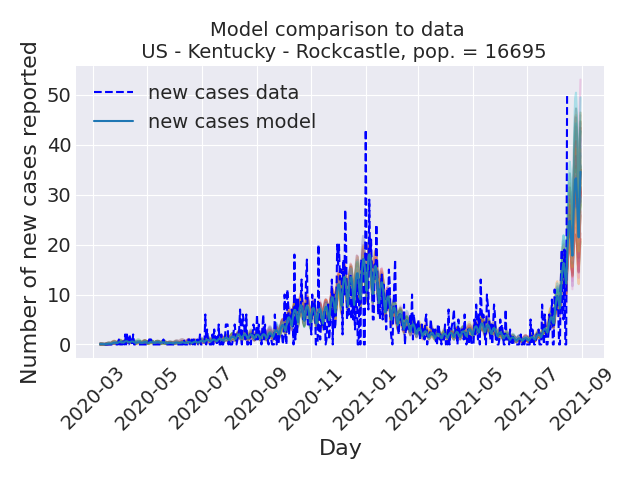 Model comparison to data
US - Kentucky - Rockcastle, pop. = 16695
Number of new cases reported
50
40
30
20
10
0
new cases data
new cases model
2020-03
2020-05
2020-07
2020-09
2020-11
2021-01
2021-03
2021-05
2021-07
2021-09
Day